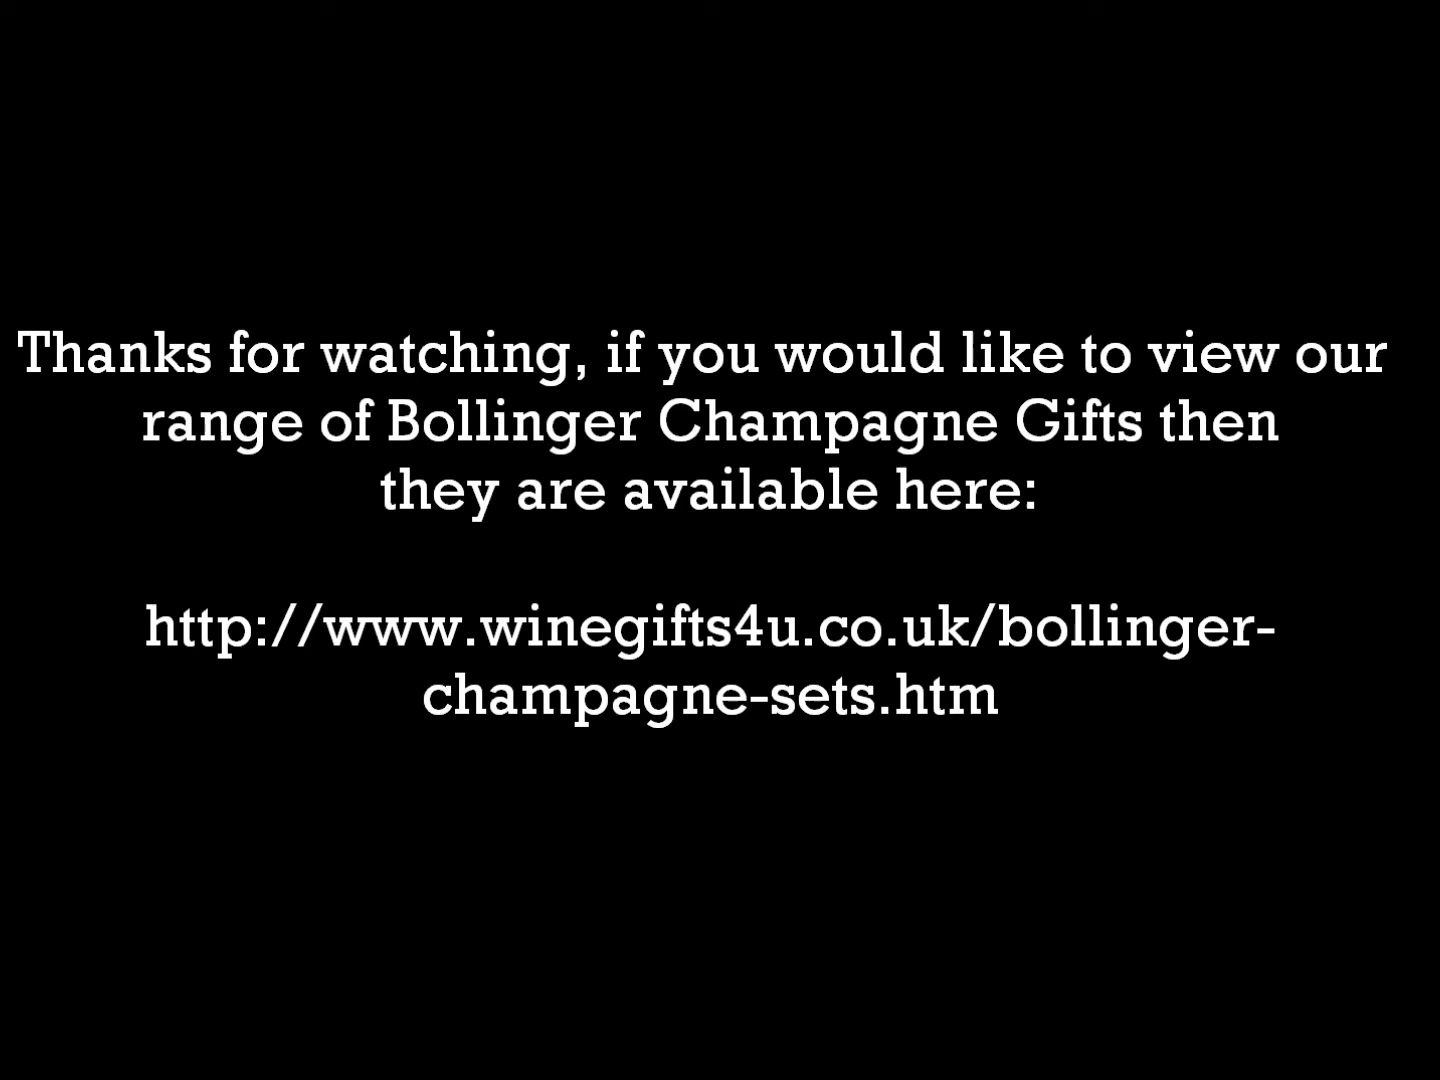 Thanks for watching, if you would like to view our
range of Bollinger Champagne Gifts then
they are available here:
http://www.winegifts4u.co.uk/bollinger-
champagne-sets.htm